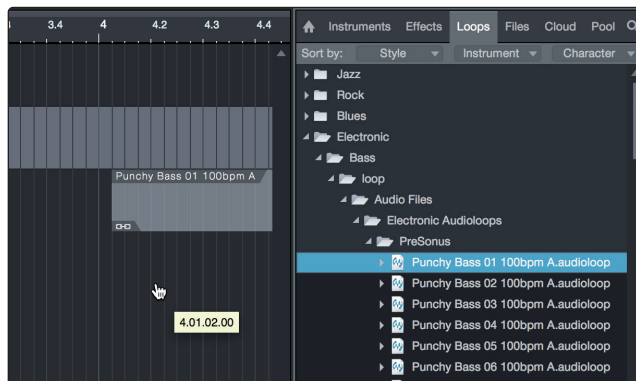 3.4 4 4.2 4.3 4.4
Punchy Bass 01 100bpm A
4.01.02.00
Instruments Effects Loops Files Cloud Pool
Sort by: Style Instrument Character
Jazz
Rock
Blues
Electronic
Bass
loop
Audio Files
Electronic Audioloops
PreSonus
Punchy Bass 01 100bpm A.audioloop
Punchy Bass 02 100bpm A.audioloop
Punchy Bass 03 100bpm A.audioloop
Punchy Bass 04 100bpm A.audioloop
Punchy Bass 05 100bpm A.audioloop
Punchy Bass 06 100bpm A.audioloop